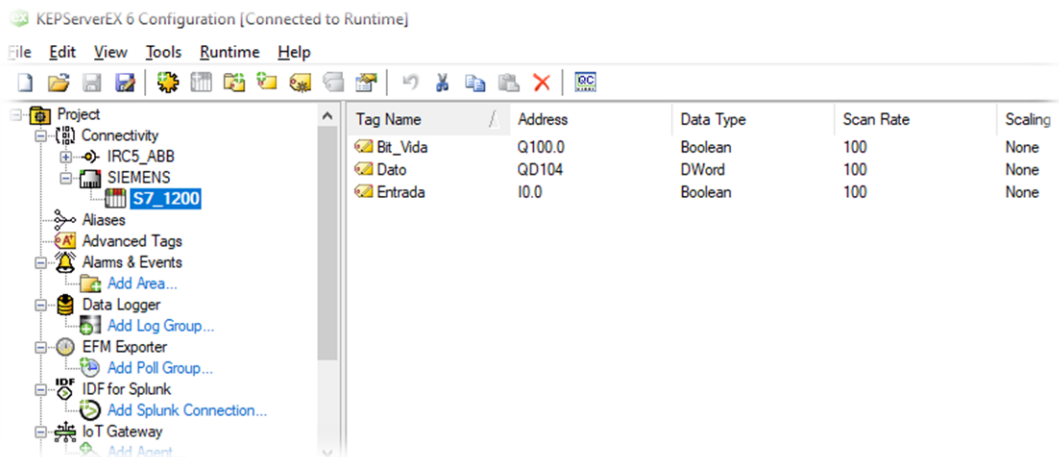 KEPServerEX 6 Configuration [Connected to Runtime]
File Edit View Tools Runtime Help
QC
Project
Connectivity
IRC5_ABB
SIEMENS
S7_1200
Aliases
Advanced Tags
Alarms & Events
Add Area...
Data Logger
Add Log Group...
EFM Exporter
Add Poll Group...
IDF for Splunk
Add Splunk Connection...
IoT Gateway
Add Agent...
Tag Name Address Data Type Scan Rate Scaling
Bit_Vida Q100.0 Boolean 100 None
Dato QD104 DWord 100 None
Entrada I0.0 Boolean 100 None